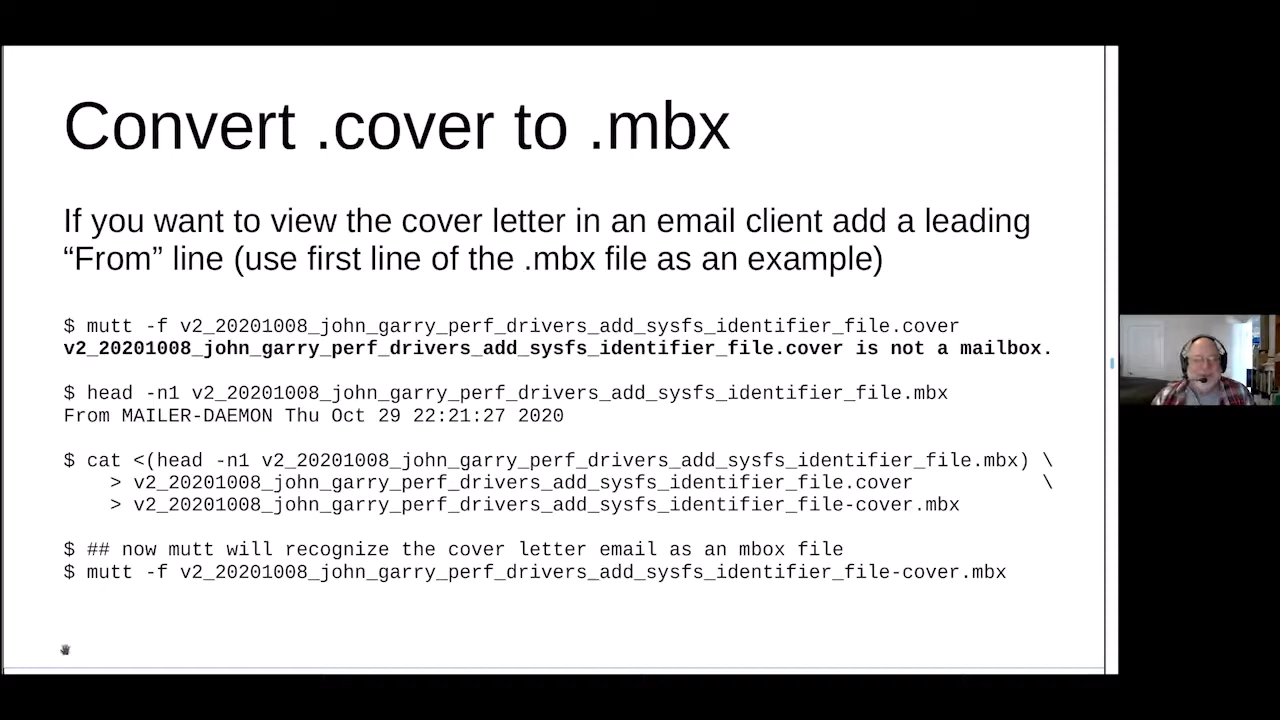 Convert .cover to .mbx
If you want to view the cover letter in an email client add a leading
“From” line (use first line of the .mbx file as an example)
$ mutt -f v2_20201008_john_garry_perf_drivers_add_sysfs_identifier_file.cover
v2_20201008_john_garry_perf_drivers_add_sysfs_identifier_file.cover is not a mailbox.
$ head -n1 v2_20201008_john_garry_perf_drivers_add_sysfs_identifier_file.mbx
From MAILER-DAEMON Thu Oct 29 22:21:27 2020
$ cat <(head -n1 v2_20201008_john_garry_perf_drivers_add_sysfs_identifier_file.mbx) \
    > v2_20201008_john_garry_perf_drivers_add_sysfs_identifier_file.cover           \
    > v2_20201008_john_garry_perf_drivers_add_sysfs_identifier_file-cover.mbx
$ ## now mutt will recognize the cover letter email as an mbox file
$ mutt -f v2_20201008_john_garry_perf_drivers_add_sysfs_identifier_file-cover.mbx